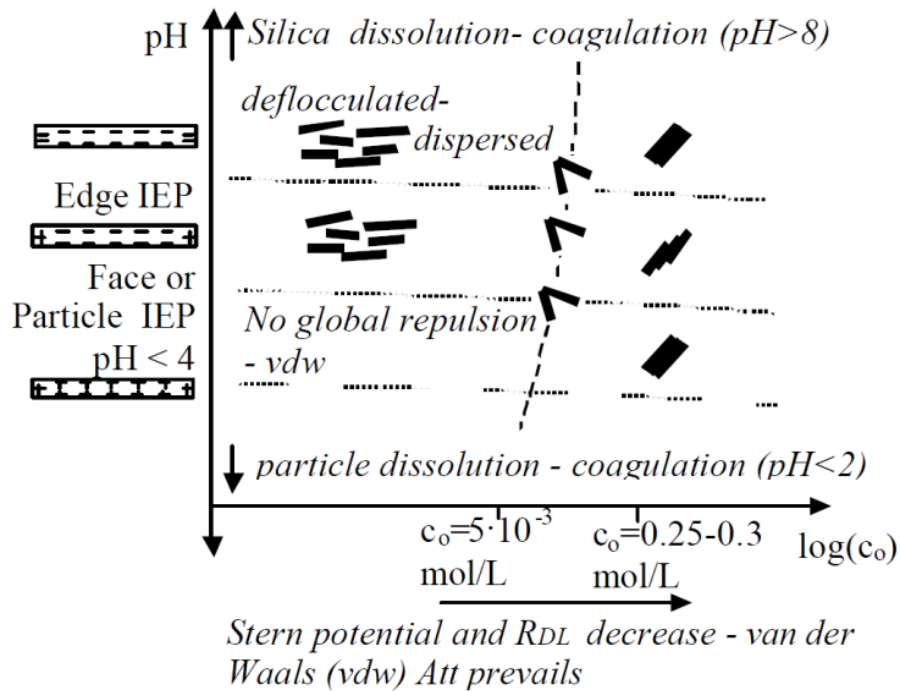 pH
Silica dissolution- coagulation (pH>8)
deflocculated-
dispersed
Edge IEP
Face or
Particle IEP
pH < 4
No global repulsion
- vdw
particle dissolution - coagulation (pH<2)
c₀=5·10⁻³
mol/L
c₀=0.25-0.3
mol/L
log(c₀)
Stern potential and RDL decrease - van der
Waals (vdw) Att prevails